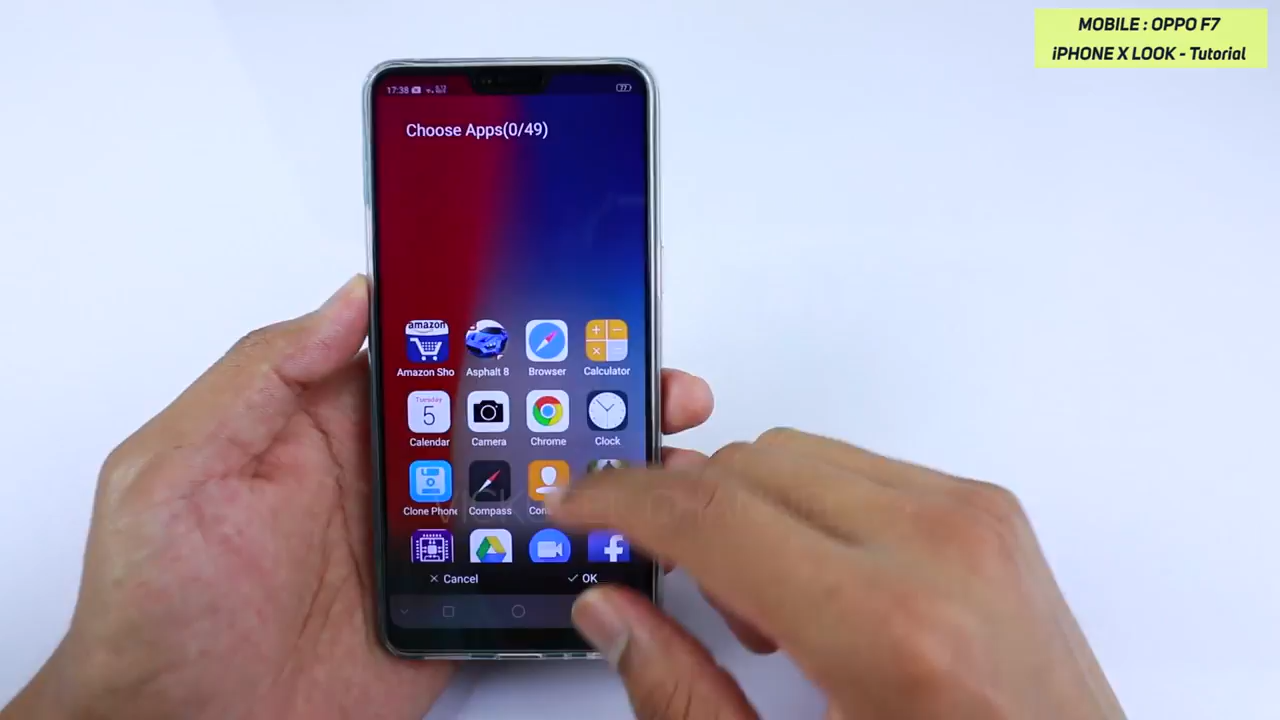 MOBILE : OPPO F7
iPHONE X LOOK - Tutorial
17:38
Choose Apps(0/49)
amazon
Amazon Sho Asphalt 8 Browser Calculator
Tuesday
5
Calendar Camera Chrome Clock
Clone Phone Compass Con
Cancel OK